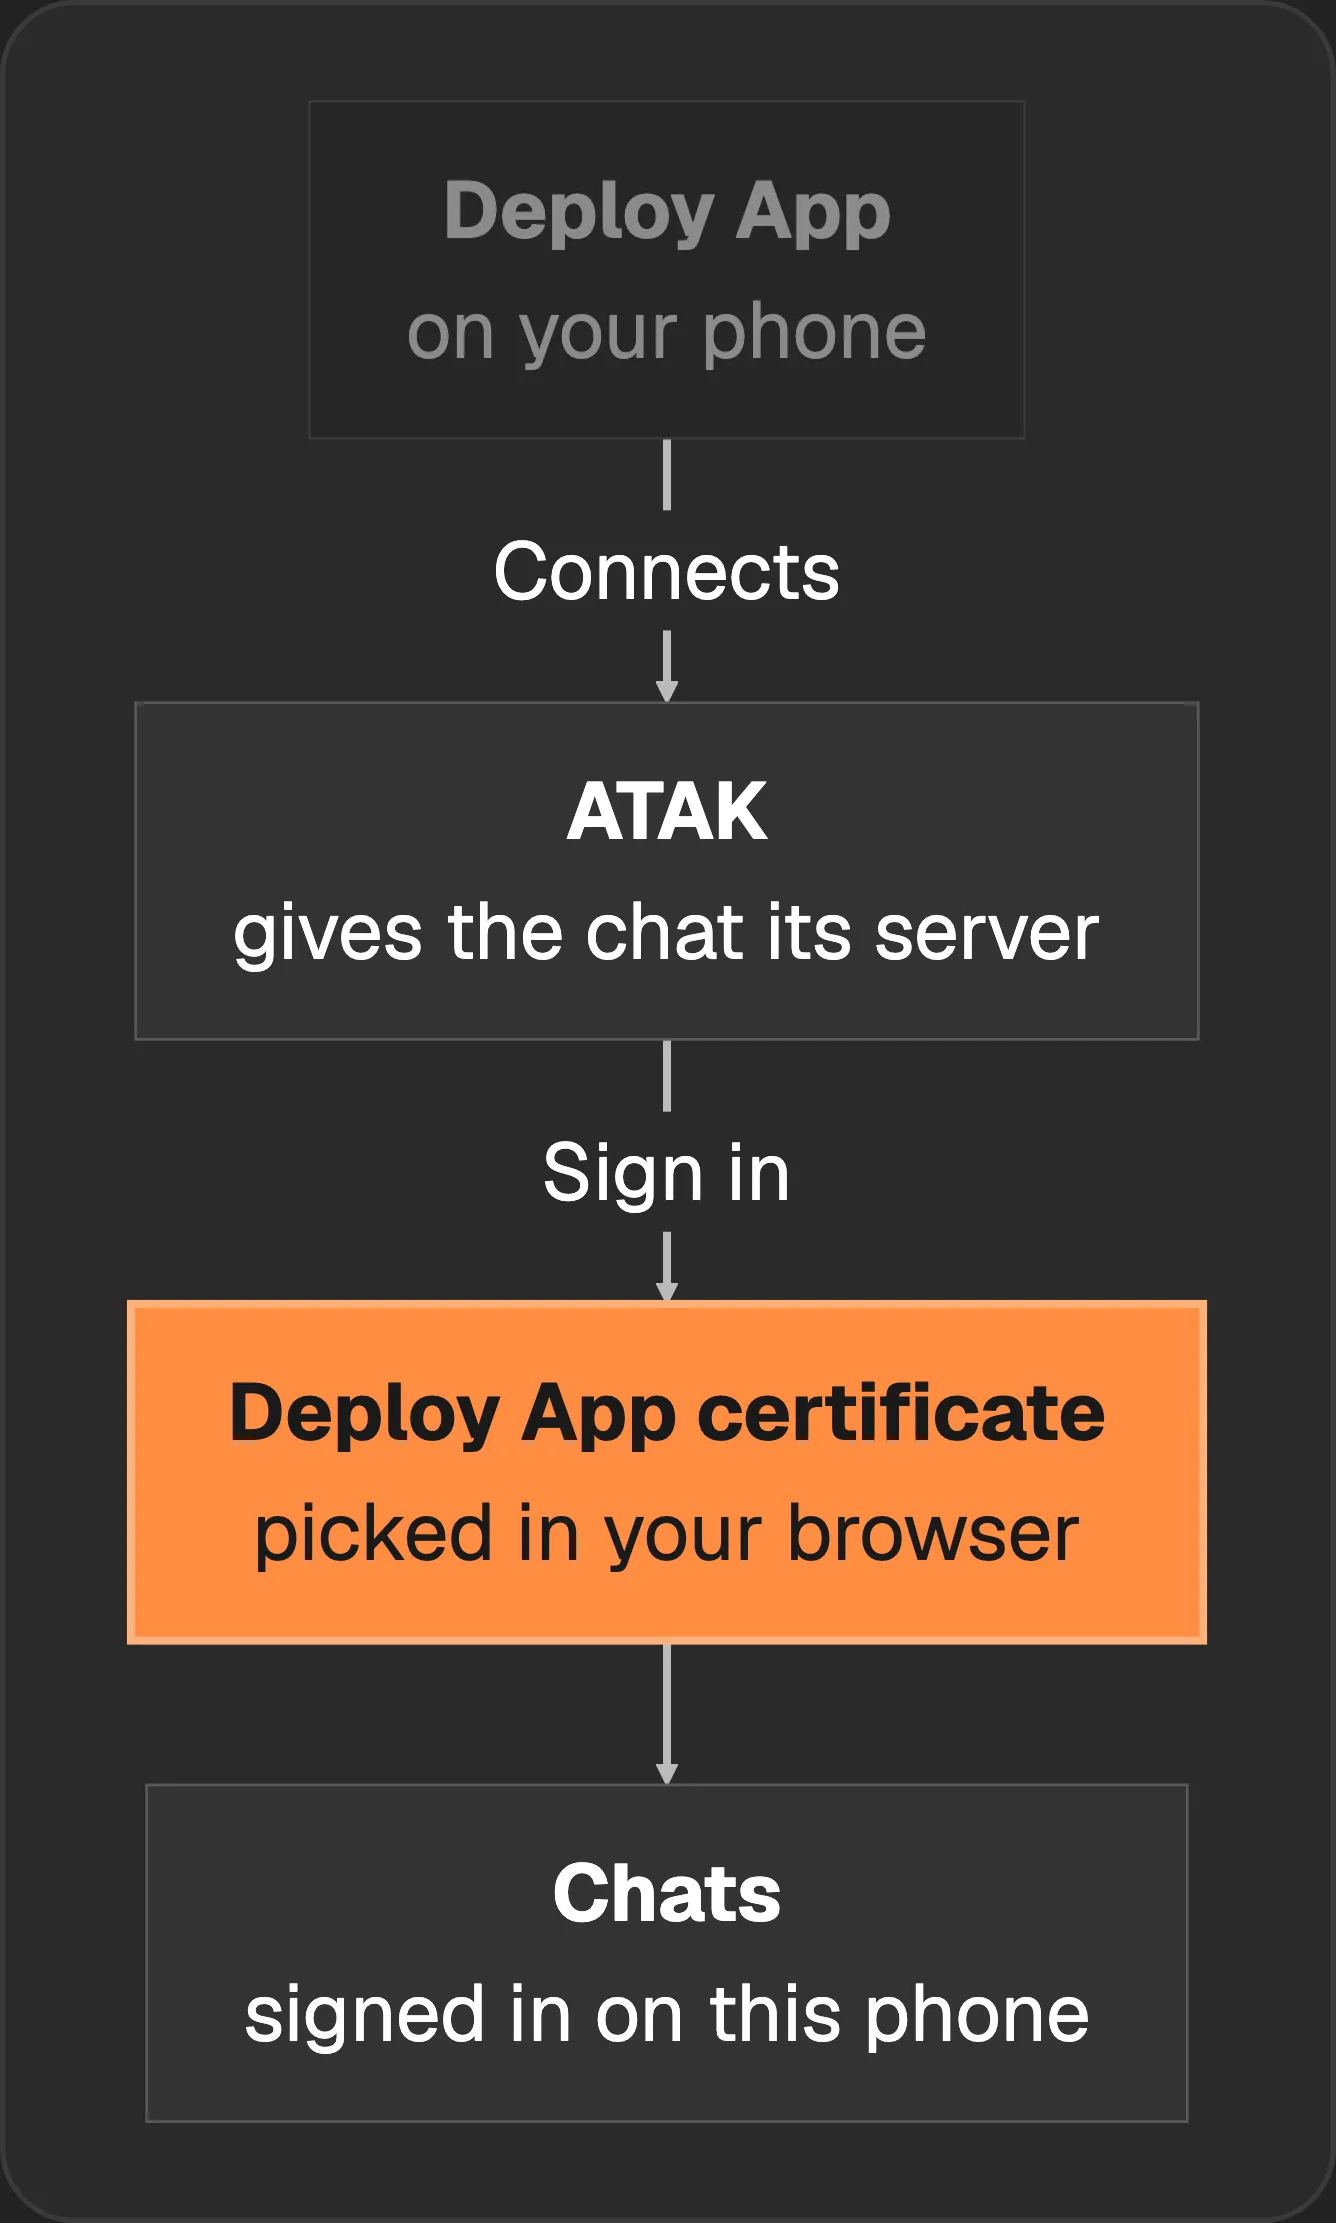 Deploy App
on your phone
Connects
ATAK
gives the chat its server
Sign in
Deploy App certificate
picked in your browser
Chats
signed in on this phone